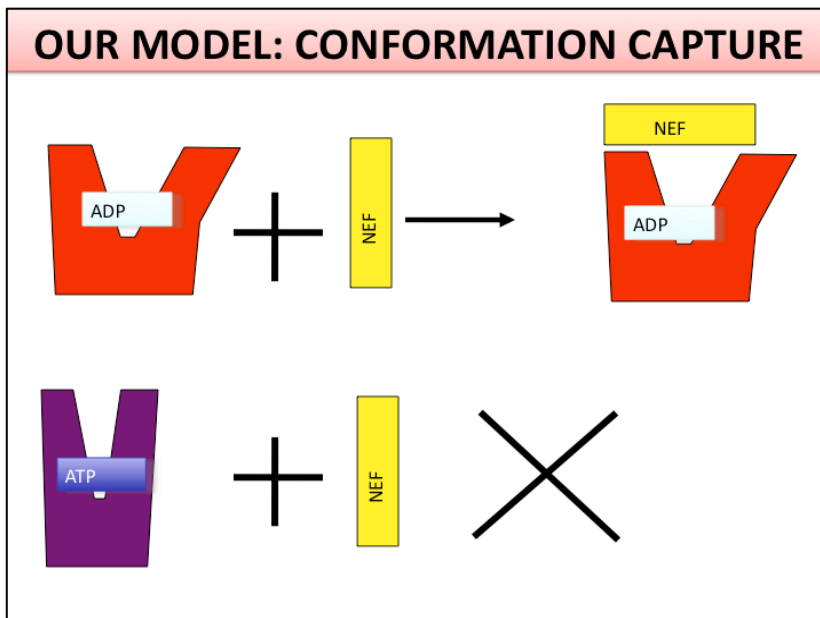 OUR MODEL: CONFORMATION CAPTURE
ADP
NEF
NEF
ADP
ATP
NEF